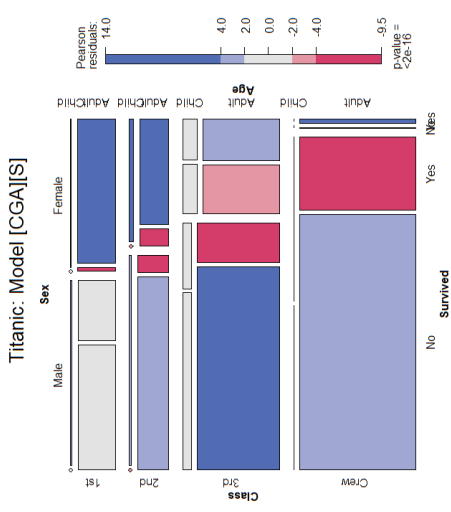 Titanic: Model [CGA][S]
Pearson
residuals:
14.0
4.0
2.0
0.0
-2.0
-4.0
-9.5
p-value =
<2e-16
Age
Child
Adult
Child
Adult
Child
Adult
Child
Adult
Sex
Male
Female
Class
1st
2nd
3rd
Crew
Survived
No
Yes
No
Yes